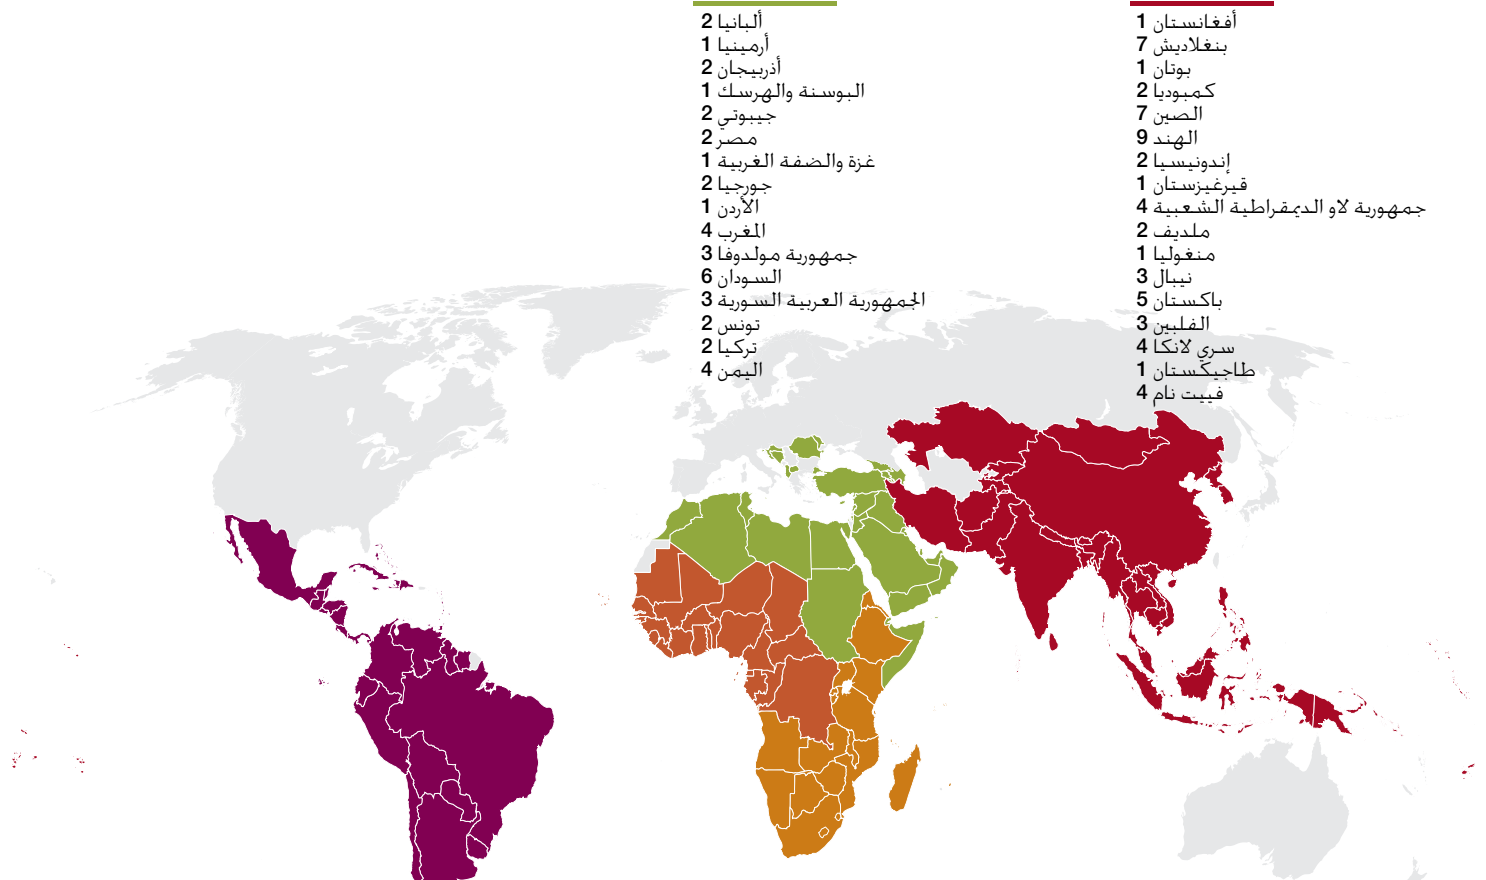 ألبانيا 2
أرمينيا 1
أذربيجان 2
البوسنة والهرسك 1
جيبوتي 2
مصر 2
غزة والضفة الغربية 1
جورجيا 2
الأردن 1
المغرب 4
جمهورية مولدوفا 3
السودان 6
الجمهورية العربية السورية 3
تونس 2
تركيا 2
اليمن 4
أفغانستان 1
بنغلاديش 7
بوتان 1
كمبوديا 2
الصين 7
الهند 9
إندونيسيا 2
قيرغيزستان 1
جمهورية لاو الديمقراطية الشعبية 4
ملديف 2
منغوليا 1
نيبال 3
باكستان 5
الفلبين 3
سري لانكا 4
طاجيكستان 1
فييت نام 4